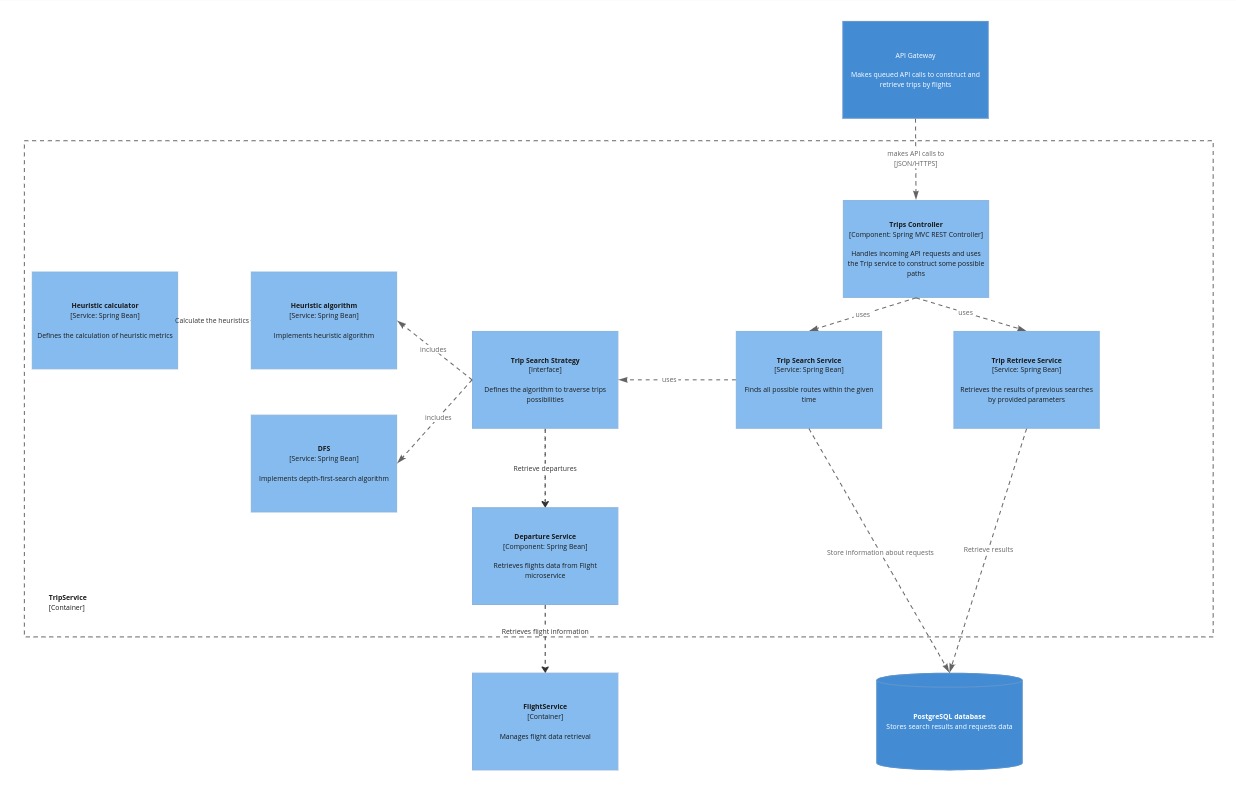 API Gateway
Makes queued API calls to construct and
retrieve trips by flights
makes API calls to
[JSON/HTTPS]
Trips Controller
[Component: Spring MVC REST Controller]
Handles incoming API requests and uses
the Trip service to construct some possible
paths
uses
uses
Heuristic calculator
[Service: Spring Bean]
Defines the calculation of heuristic metrics
Calculate the heuristics
Heuristic algorithm
[Service: Spring Bean]
Implements heuristic algorithm
includes
includes
Trip Search Strategy
[Interface]
Defines the algorithm to traverse trips
possibilities
uses
Trip Search Service
[Service: Spring Bean]
Finds all possible routes within the given
time
Trip Retrieve Service
[Service: Spring Bean]
Retrieves the results of previous searches
by provided parameters
DFS
[Service: Spring Bean]
Implements depth-first-search algorithm
Retrieve departures
Departure Service
[Component: Spring Bean]
Retrieves flights data from Flight
microservice
Store information about requests
Retrieve results
TripService
[Container]
Retrieves flight information
FlightService
[Container]
Manages flight data retrieval
PostgreSQL database
Stores search results and requests data